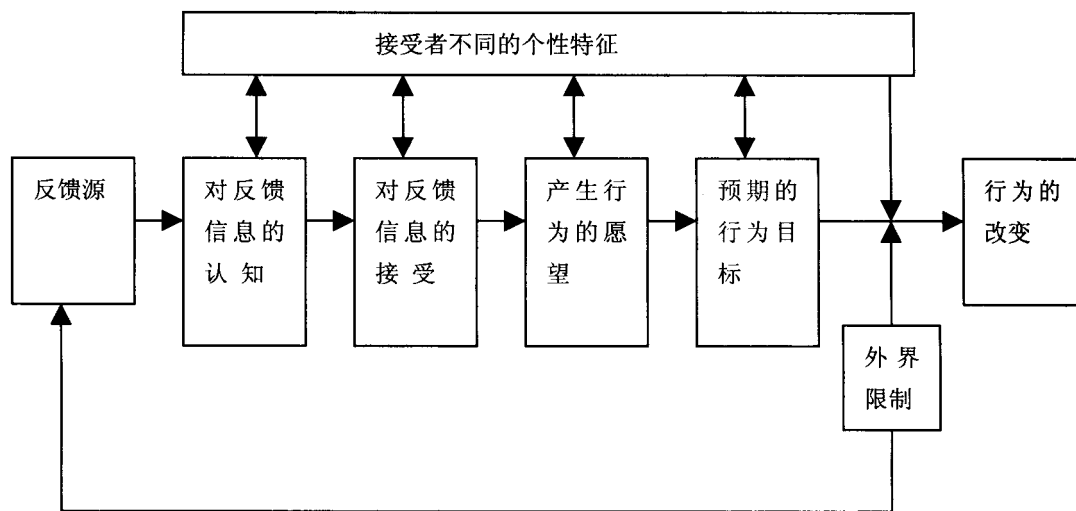 接受者不同的个性特征
反馈源
对反馈
信息的
认知
对反馈
信息的
接受
产生行
为的愿
望
预期的
行为目
标
行为的
改变
外界
限制